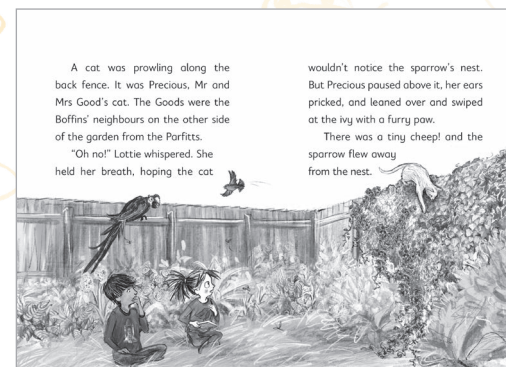 A cat was prowling along the
back fence. It was Precious, Mr and
Mrs Good's cat. The Goods were the
Boffins' neighbours on the other side
of the garden from the Parfitts.
"Oh no!" Lottie whispered. She
held her breath, hoping the cat
wouldn't notice the sparrow's nest.
But Precious paused above it, her ears
pricked, and leaned over and swiped
at the ivy with a furry paw.
There was a tiny cheep! and the
sparrow flew away
from the nest.